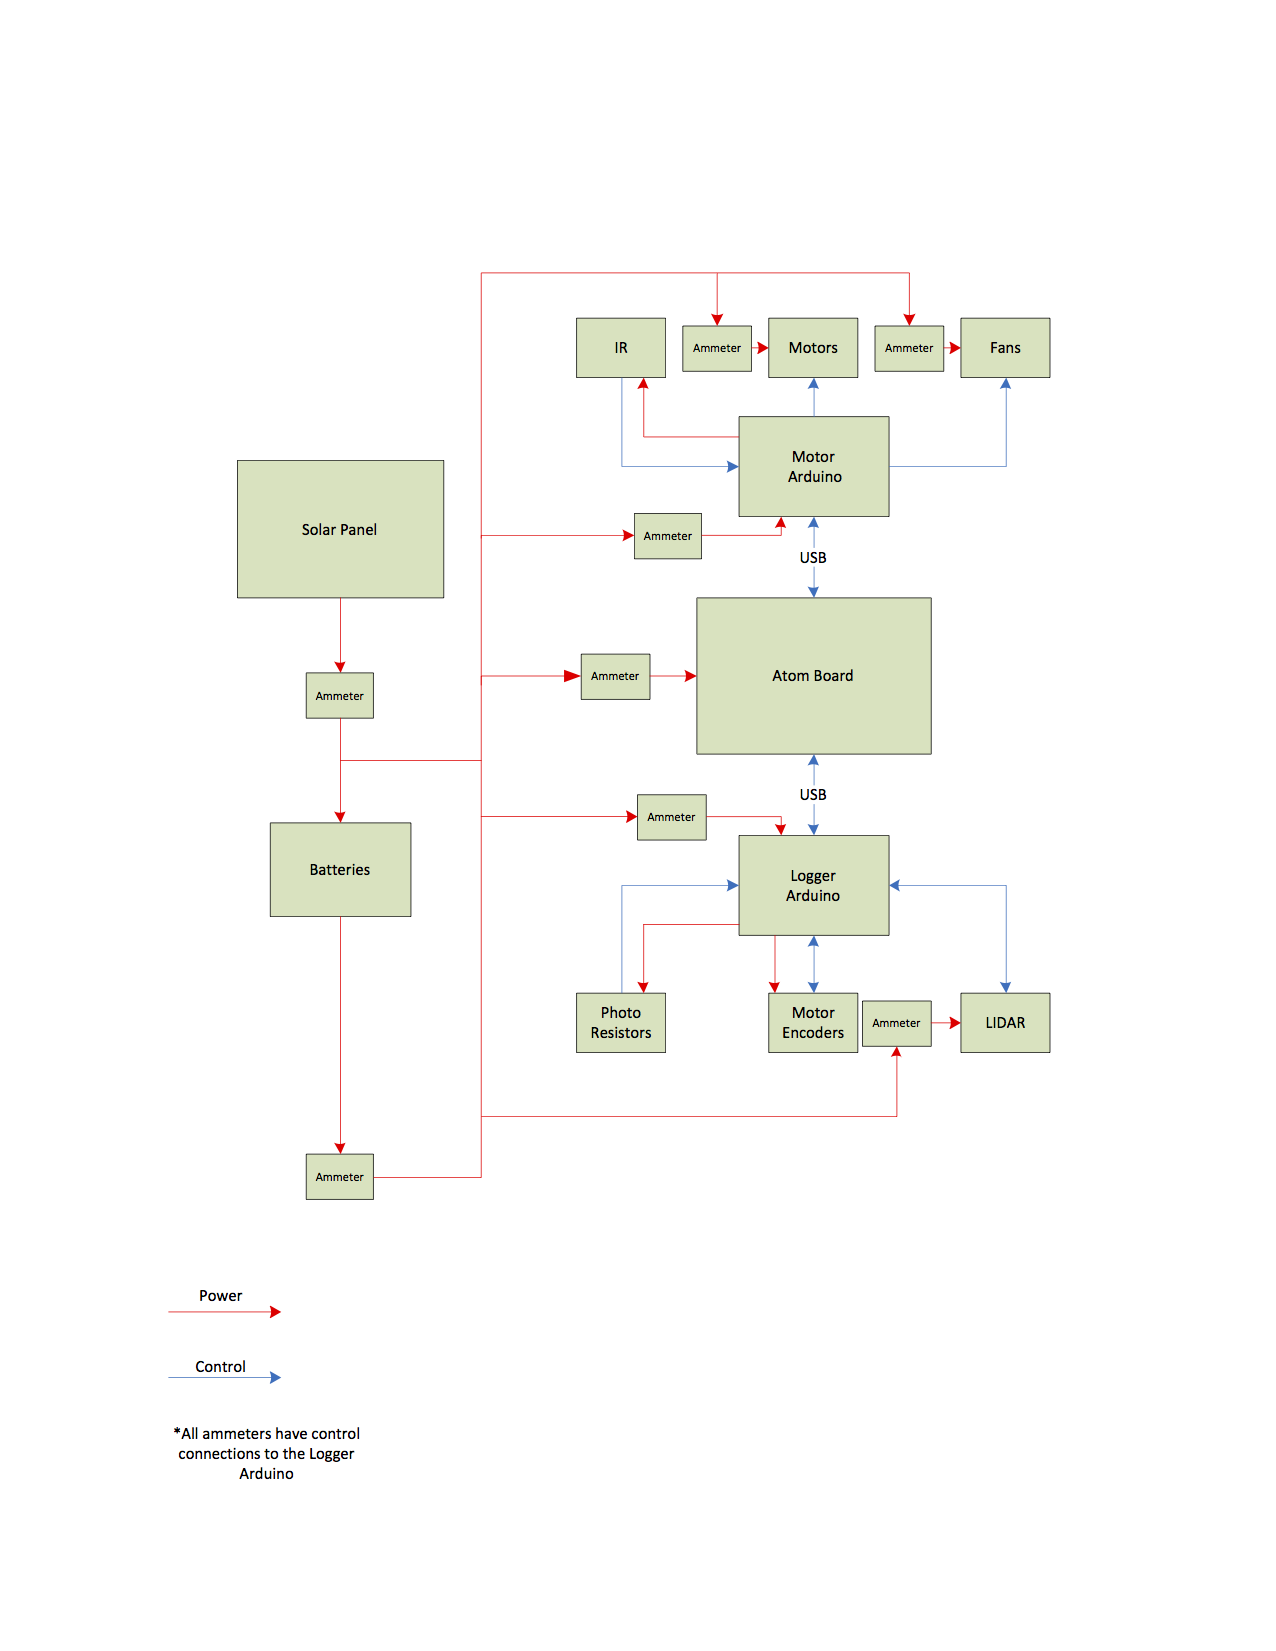 IR
Ammeter
Motors
Ammeter
Fans
Motor
Arduino
Solar Panel
Ammeter
USB
Ammeter
Atom Board
Ammeter
USB
Ammeter
Batteries
Logger
Arduino
Photo
Resistors
Motor
Encoders
Ammeter
LIDAR
Ammeter
Power
Control
*All ammeters have control
connections to the Logger
Arduino